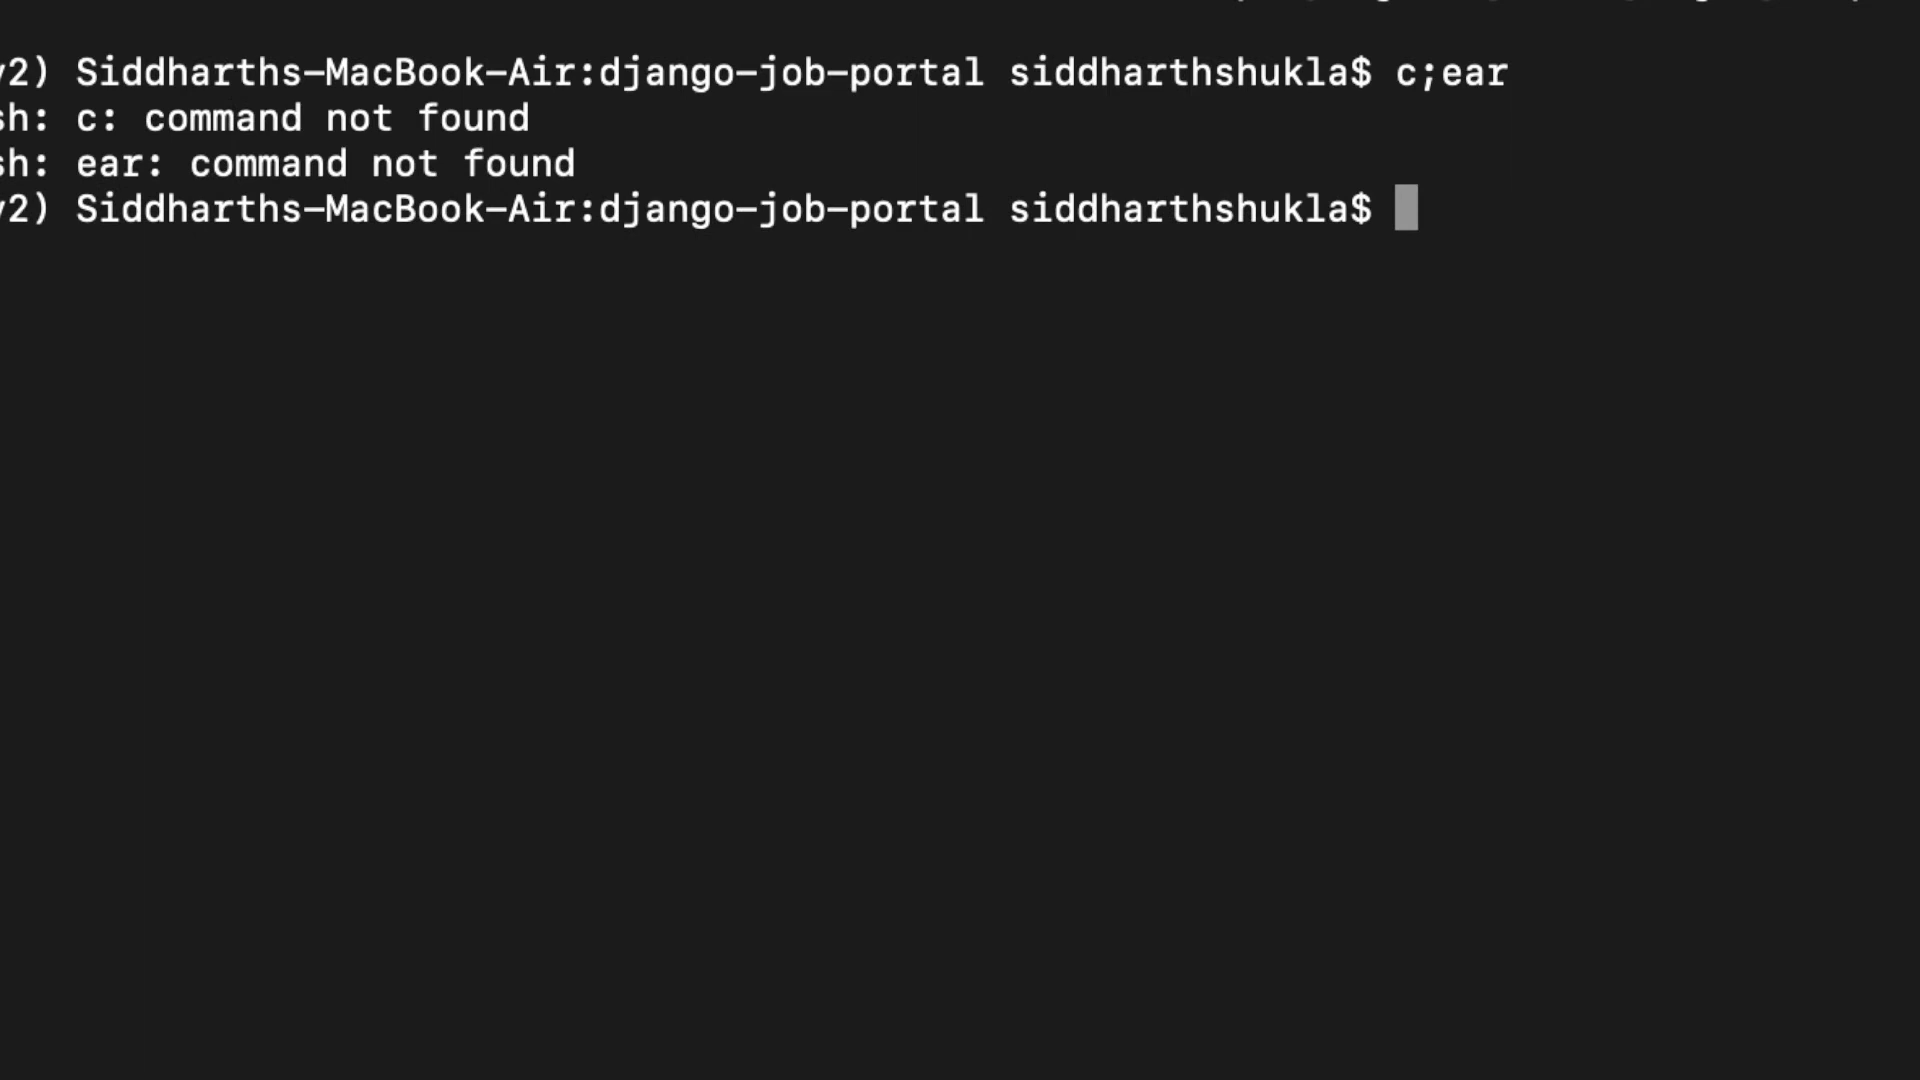 v2) Siddharths-MacBook-Air:django-job-portal siddharthshukla$ c;ear
sh: c: command not found
sh: ear: command not found
v2) Siddharths-MacBook-Air:django-job-portal siddharthshukla$